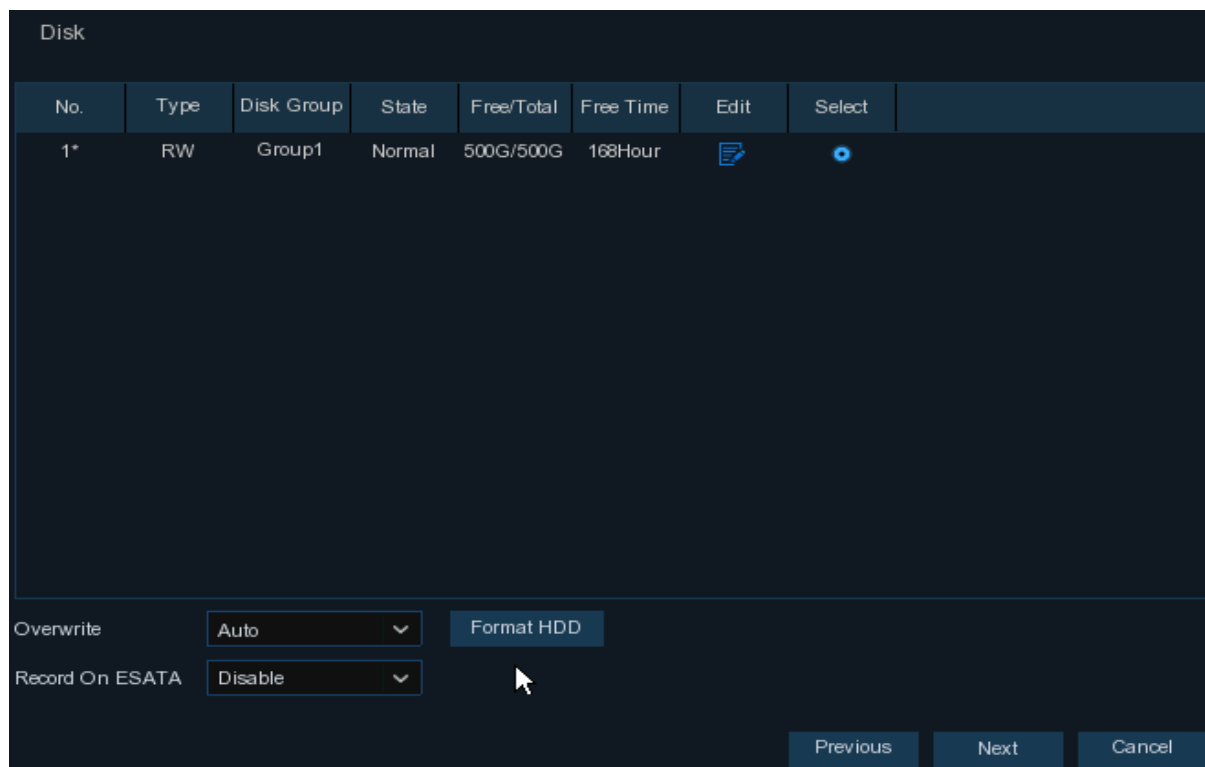 Disk
No. Type Disk Group State Free/Total Free Time Edit Select
1* RW Group1 Normal 500G/500G 168Hour
Overwrite Auto Format HDD
Record On ESATA Disable
Previous Next Cancel